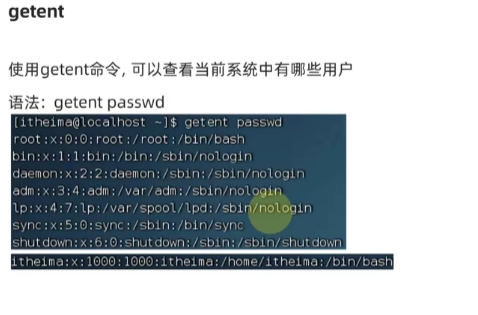 getent
使用getent命令, 可以查看当前系统中有哪些用户
语法：getent passwd
[itheima@localhost ~]$ getent passwd
root:x:0:0:root:/root:/bin/bash
bin:x:1:1:bin:/bin:/sbin/nologin
daemon:x:2:2:daemon:/sbin:/sbin/nologin
adm:x:3:4:adm:/var/adm:/sbin/nologin
lp:x:4:7:lp:/var/spool/lpd:/sbin/nologin
sync:x:5:0:sync:/sbin:/bin/sync
shutdown:x:6:0:shutdown:/sbin:/sbin/shutdown
itheima:x:1000:1000:itheima:/home/itheima:/bin/bash